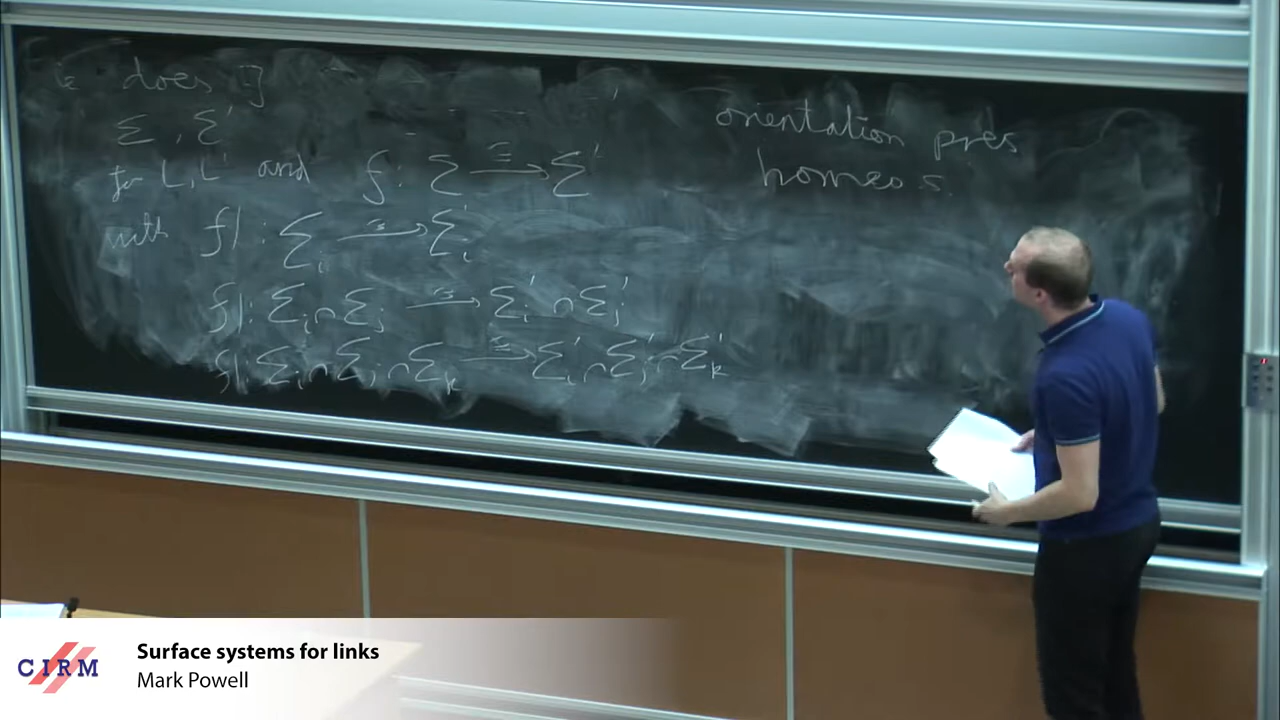 ie does ∃
Σ, Σ'
for L, L' and f: Σ ≅→ Σ'
with f|: Σᵢ ≅→ Σ'ᵢ
f|: Σᵢ ∩ Σⱼ ≅→ Σ'ᵢ ∩ Σ'ⱼ
f|: Σᵢ ∩ Σⱼ ∩ Σₖ ≅→ Σ'ᵢ ∩ Σ'ⱼ ∩ Σ'ₖ
orientation pres
homeos.
CIRM
Surface systems for links
Mark Powell